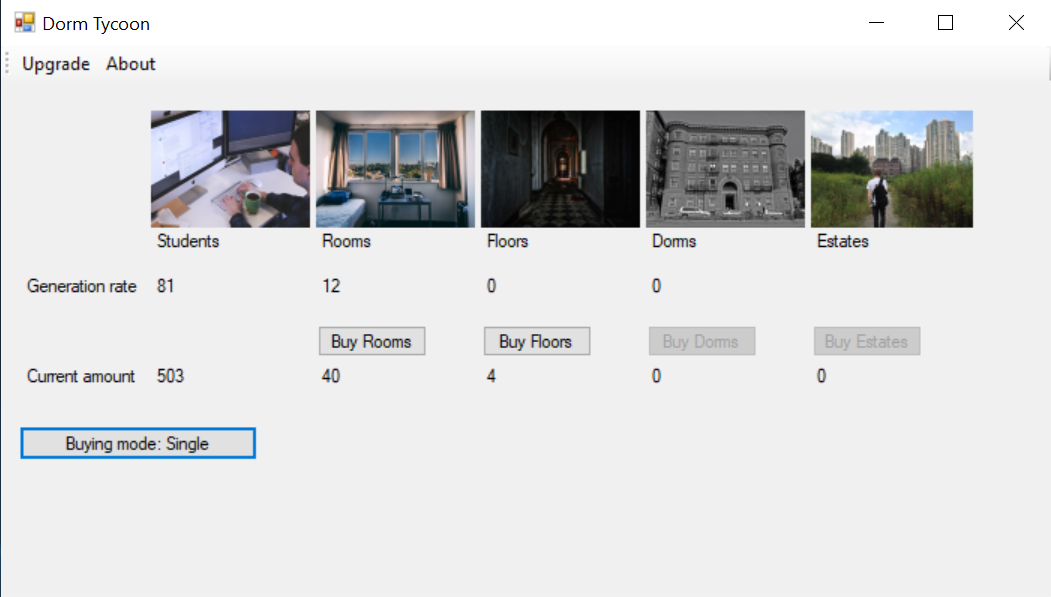 Dorm Tycoon
Upgrade About
Students Rooms Floors Dorms Estates
Generation rate 81 12 0 0
Buy Rooms Buy Floors Buy Dorms Buy Estates
Current amount 503 40 4 0 0
Buying mode: Single